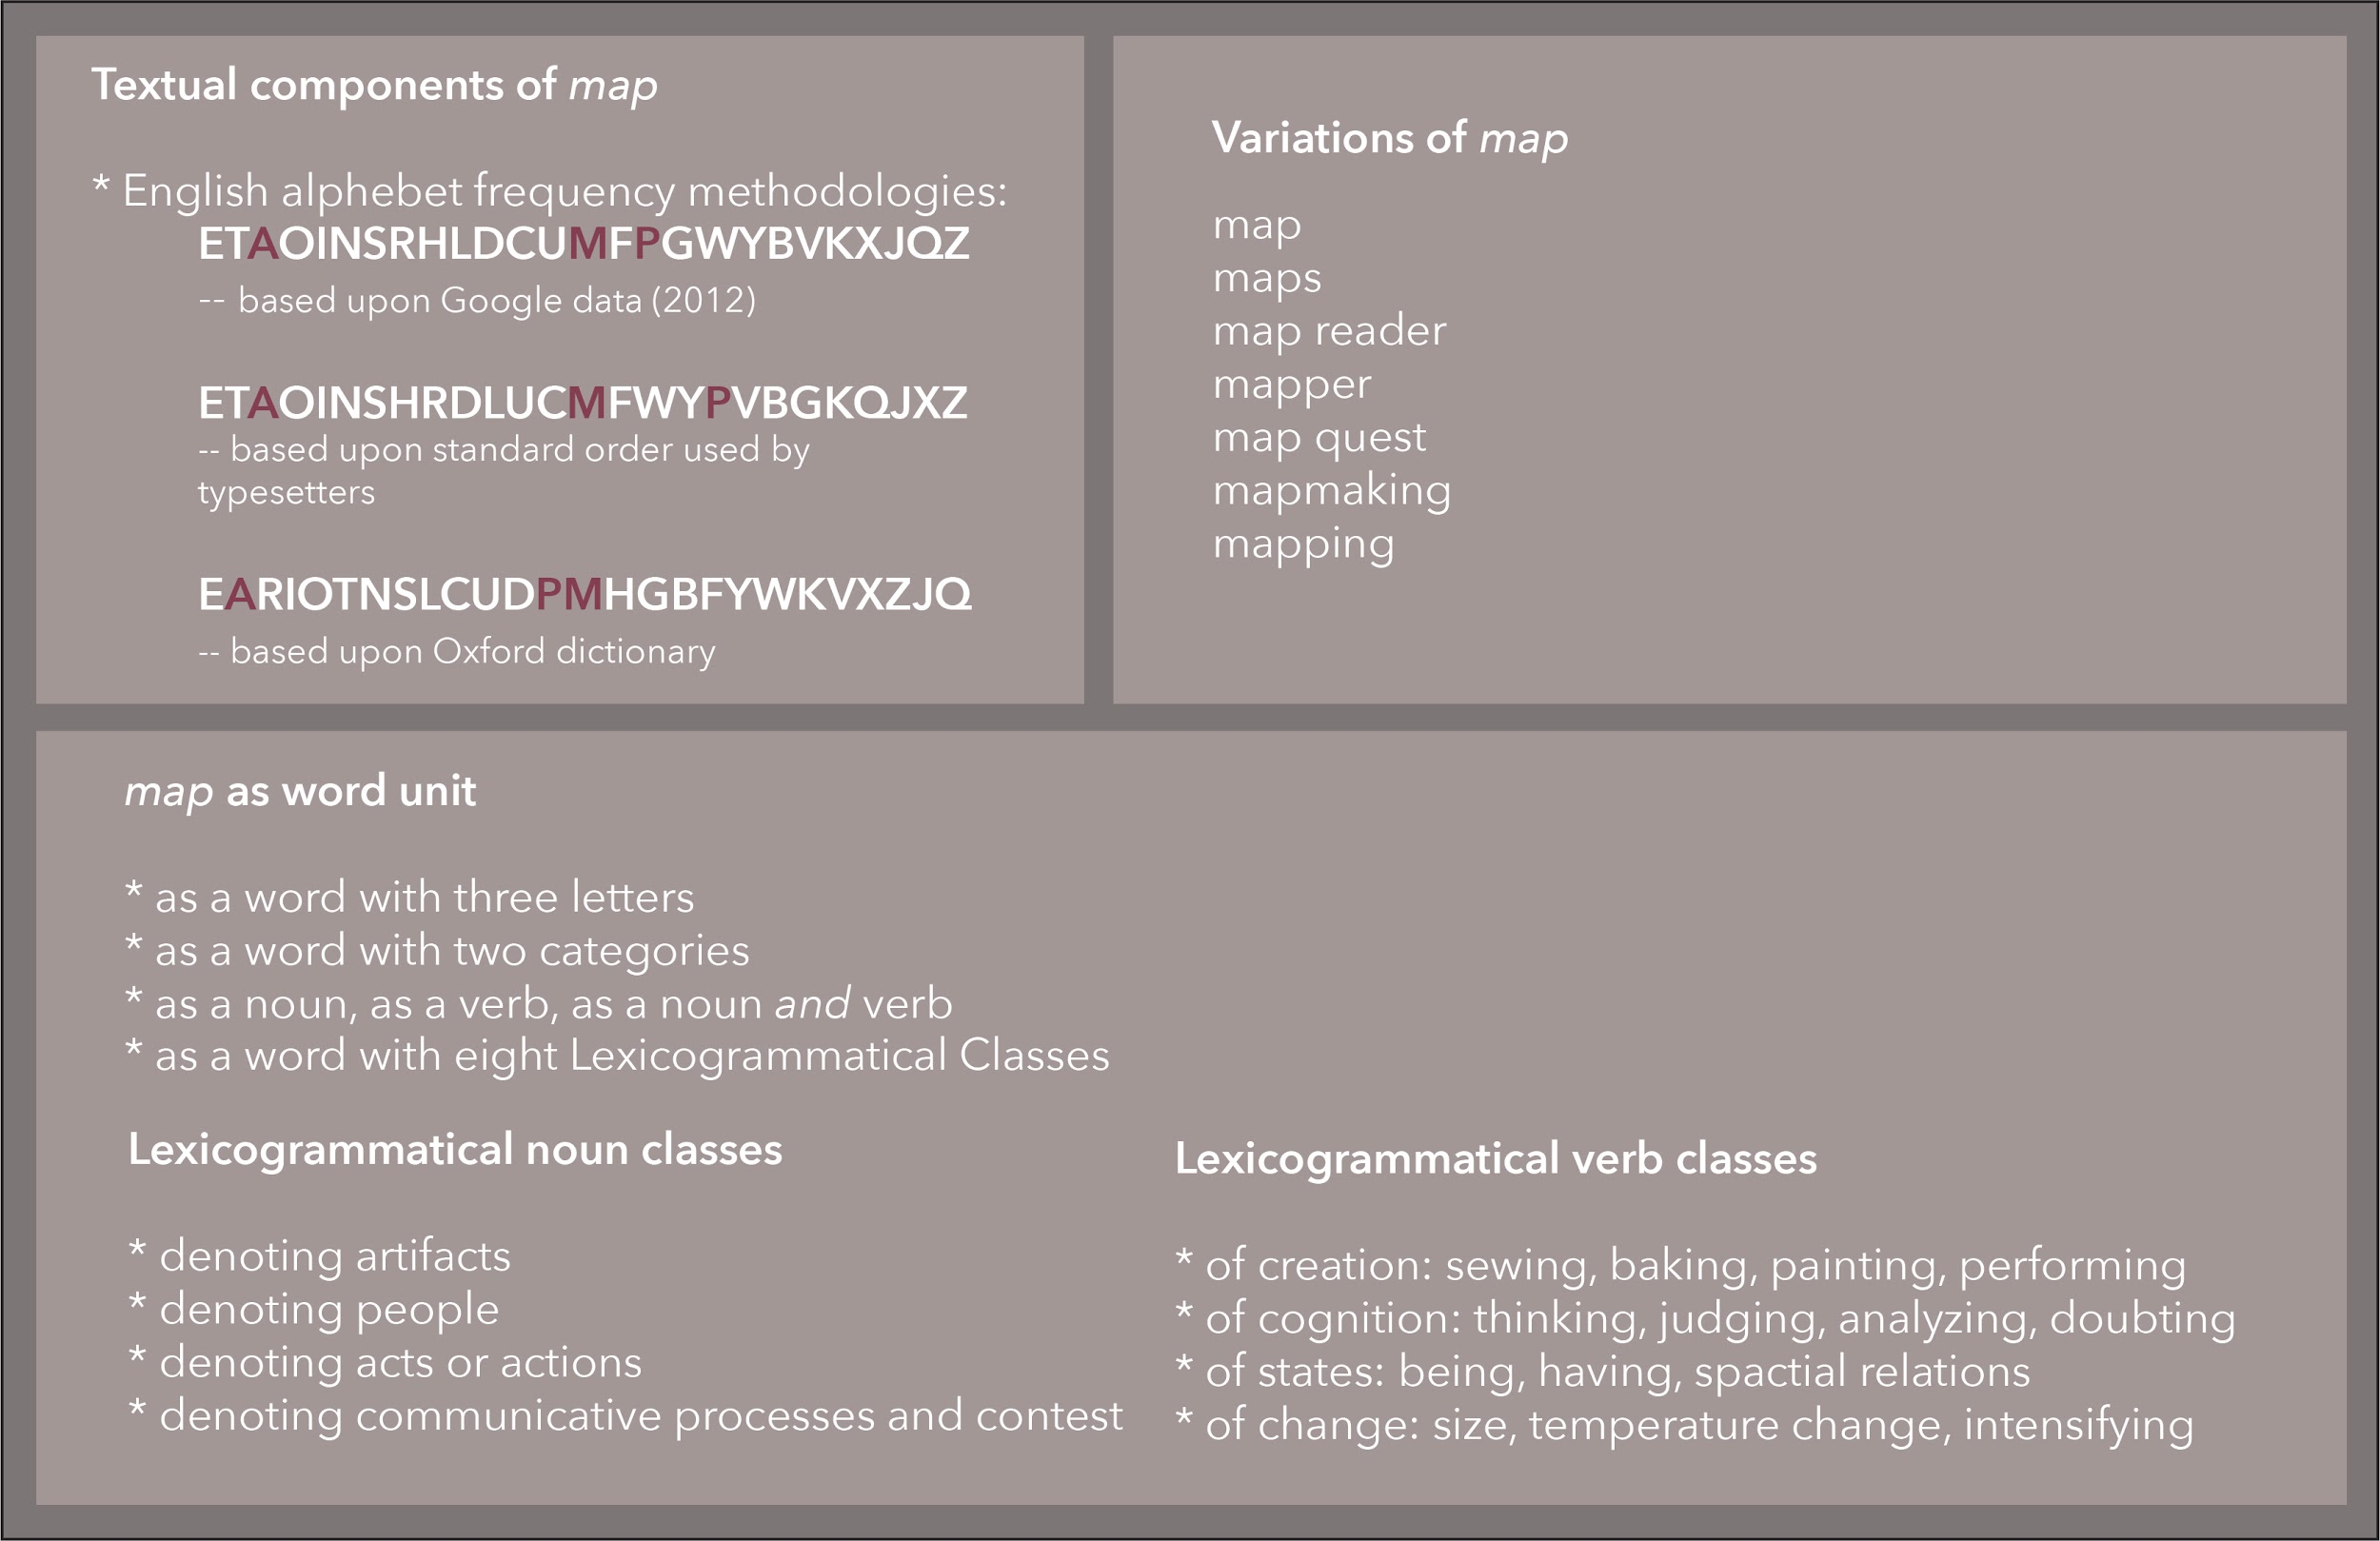 Textual components of map
* English alphebet frequency methodologies:
ETAOINSRHLDCUMFPGWYBVKXJQZ
-- based upon Google data (2012)
ETAOINSHRDLUCMFWYPVBGKQJXZ
-- based upon standard order used by
typesetters
EARIOTNSLCUDPMHGBFYWKVXZJQ
-- based upon Oxford dictionary
Variations of map
map
maps
map reader
mapper
map quest
mapmaking
mapping
map as word unit
* as a word with three letters
* as a word with two categories
* as a noun, as a verb, as a noun and verb
* as a word with eight Lexicogrammatical Classes
Lexicogrammatical noun classes
* denoting artifacts
* denoting people
* denoting acts or actions
* denoting communicative processes and contest
Lexicogrammatical verb classes
* of creation: sewing, baking, painting, performing
* of cognition: thinking, judging, analyzing, doubting
* of states: being, having, spactial relations
* of change: size, temperature change, intensifying